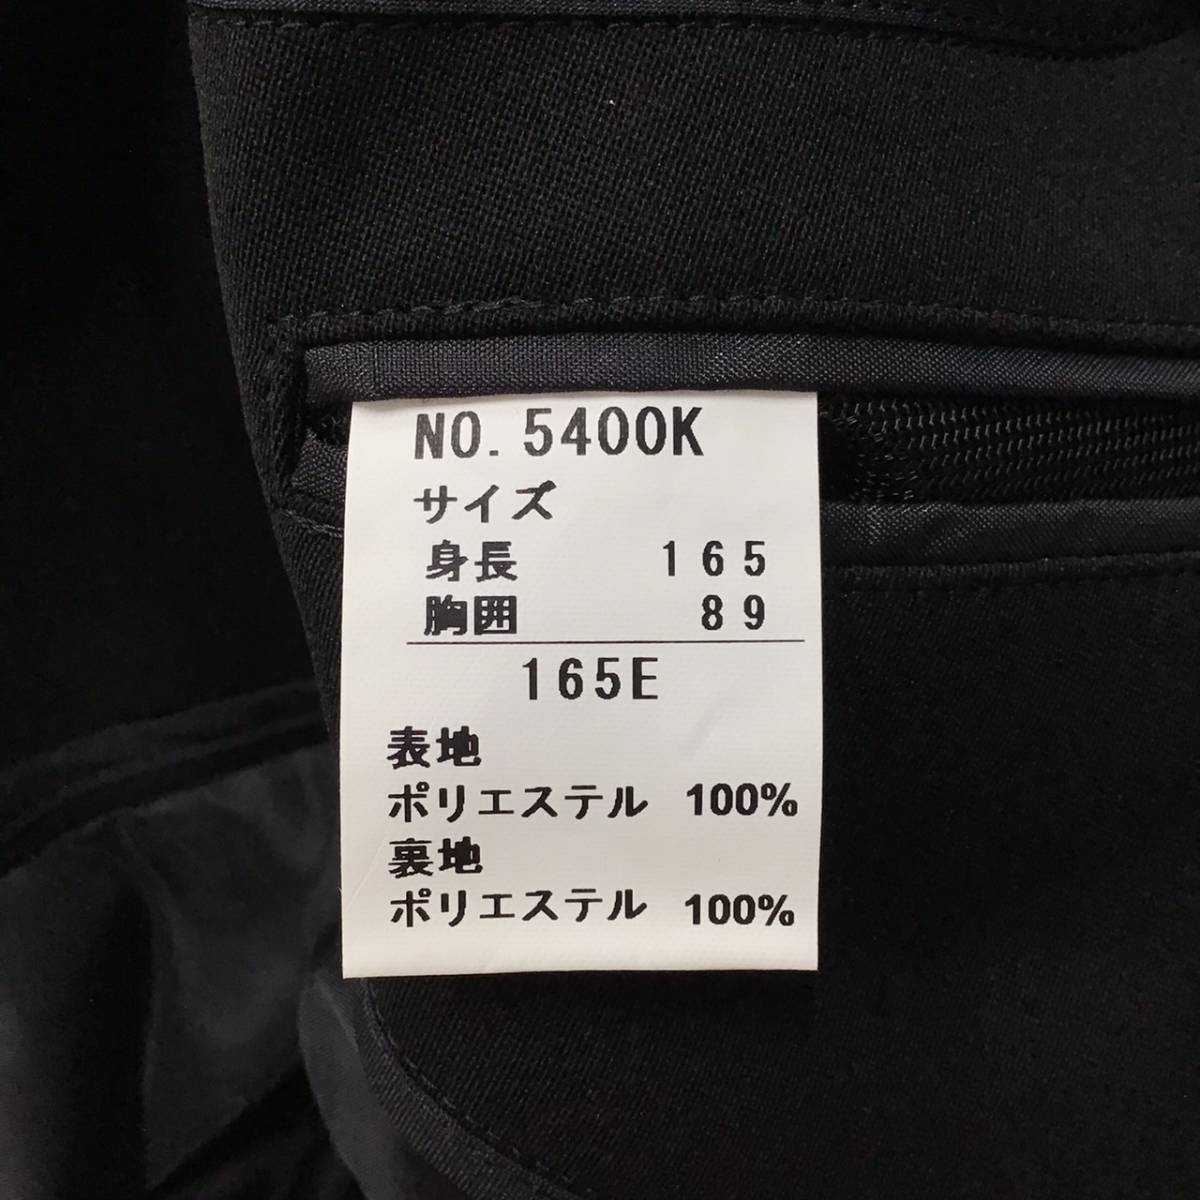 NO. 5400K
サイズ
身長 165
胸囲 89
165E
表地
ポリエステル 100%
裏地
ポリエステル 100%